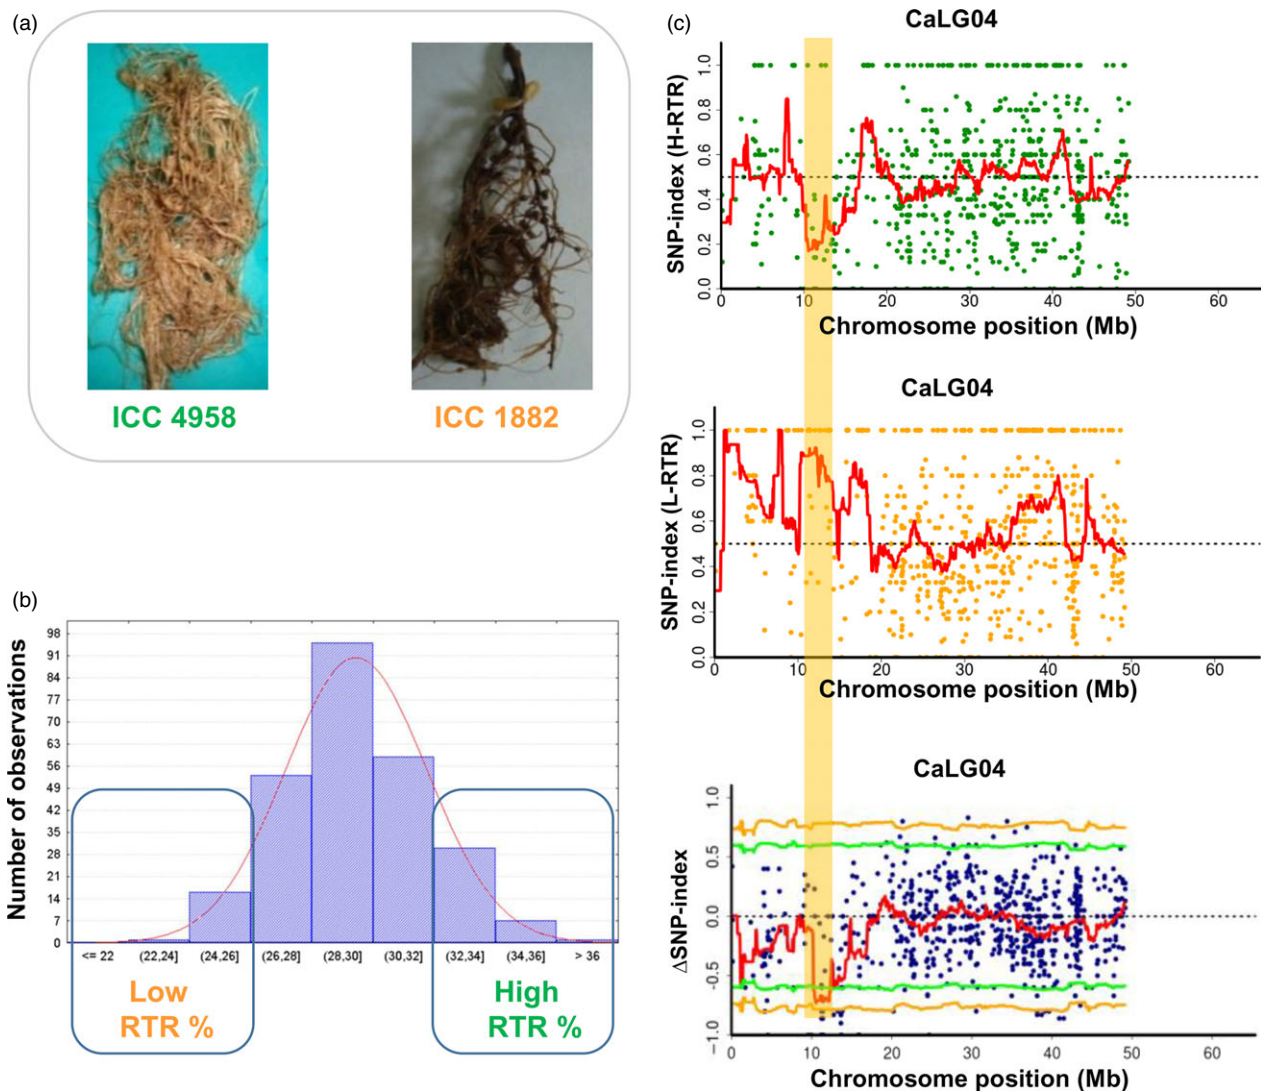 (a)
ICC 4958
ICC 1882
(b)
Number of observations
98
91
84
77
70
63
56
49
42
35
28
21
14
7
0
<= 22
(22,24]
(24,26]
(26,28]
(28,30]
(30,32]
(32,34]
(34,36]
> 36
Low
RTR %
High
RTR %
(c)
CaLG04
SNP-index (H-RTR)
1.0
0.8
0.6
0.4
0.2
0.0
0 10 20 30 40 50 60
Chromosome position (Mb)
CaLG04
SNP-index (L-RTR)
1.0
0.8
0.6
0.4
0.2
0.0
0 10 20 30 40 50 60
Chromosome position (Mb)
CaLG04
ΔSNP-index
1.0
0.5
0.0
-0.5
-1.0
0 10 20 30 40 50 60
Chromosome position (Mb)